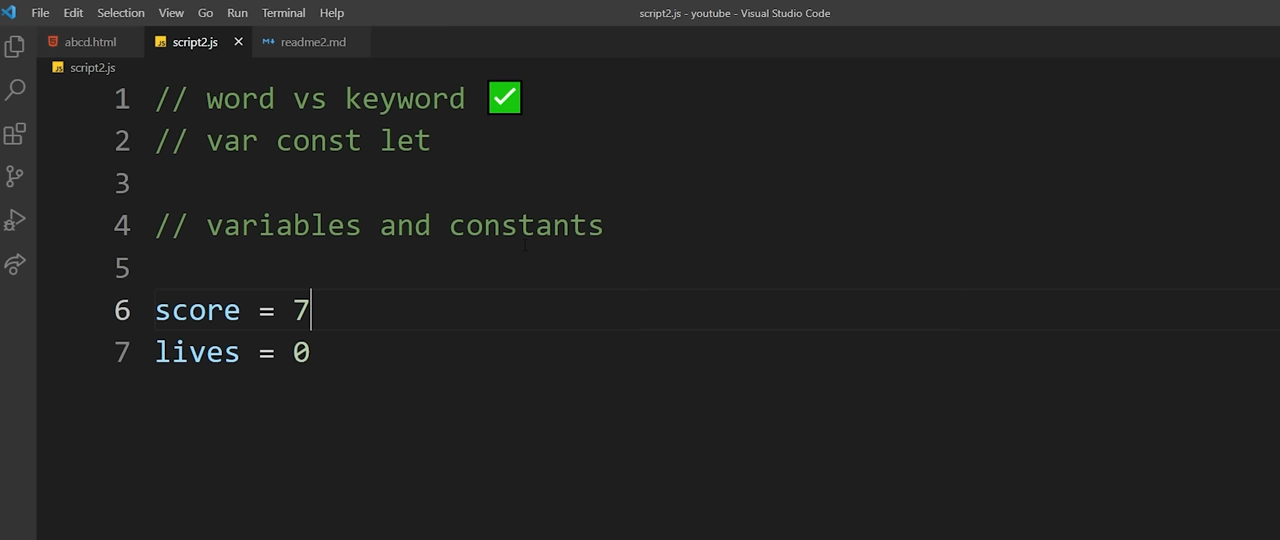 File Edit Selection View Go Run Terminal Help script2.js - youtube - Visual Studio Code
abcd.html script2.js readme2.md
JS script2.js
1 // word vs keyword ✅
2 // var const let
3
4 // variables and constants
5
6 score = 7
7 lives = 0